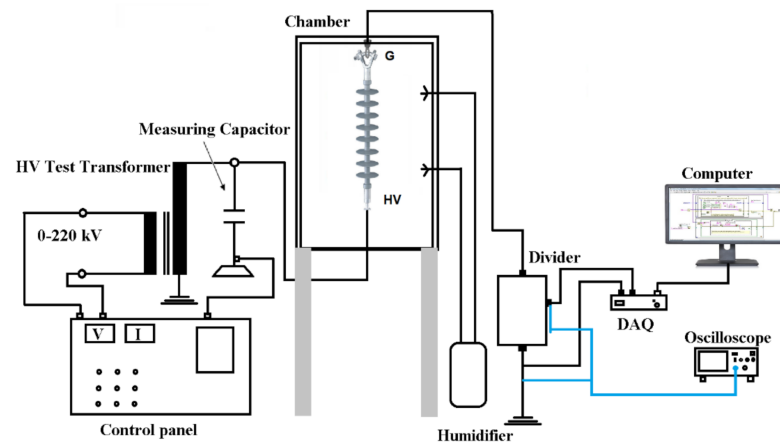 Chamber
G
Measuring Capacitor
HV Test Transformer
HV
0-220 kV
Computer
Divider
DAQ
Oscilloscope
V
I
Control panel
Humidifier